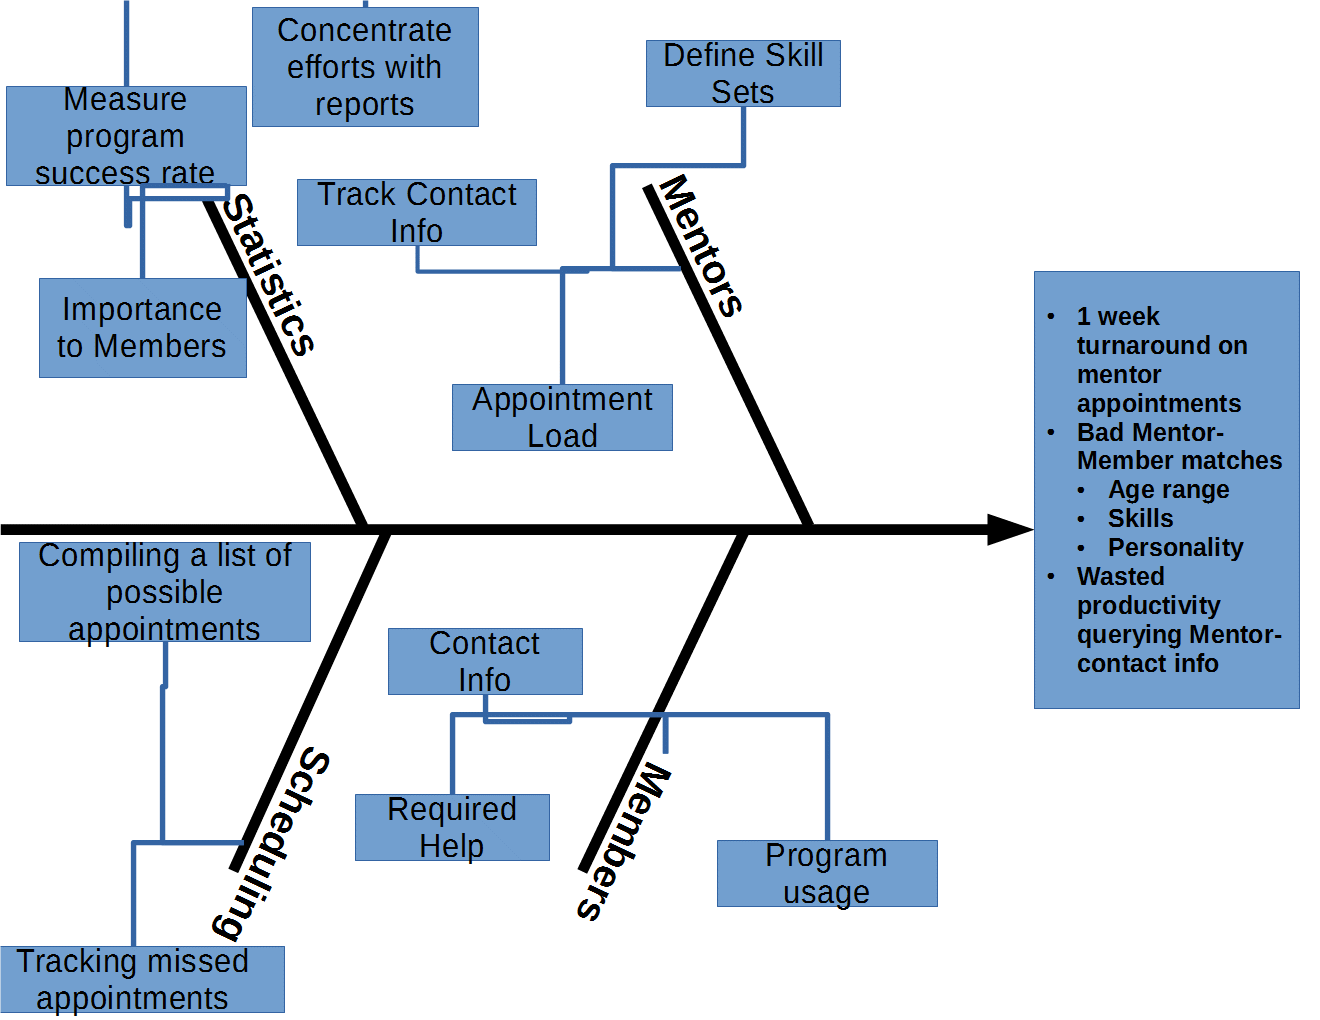 Concentrate
efforts with
reports
Define Skill
Sets
Measure
program
success rate
Track Contact
Info
Statistics
Mentors
Importance
to Members
Appointment
Load
• 1 week
turnaround on
mentor
appointments
• Bad Mentor-
Member matches
• Age range
• Skills
• Personality
• Wasted
productivity
querying Mentor-
contact info
Compiling a list of
possible
appointments
Contact
Info
Scheduling
Members
Required
Help
Program
usage
Tracking missed
appointments